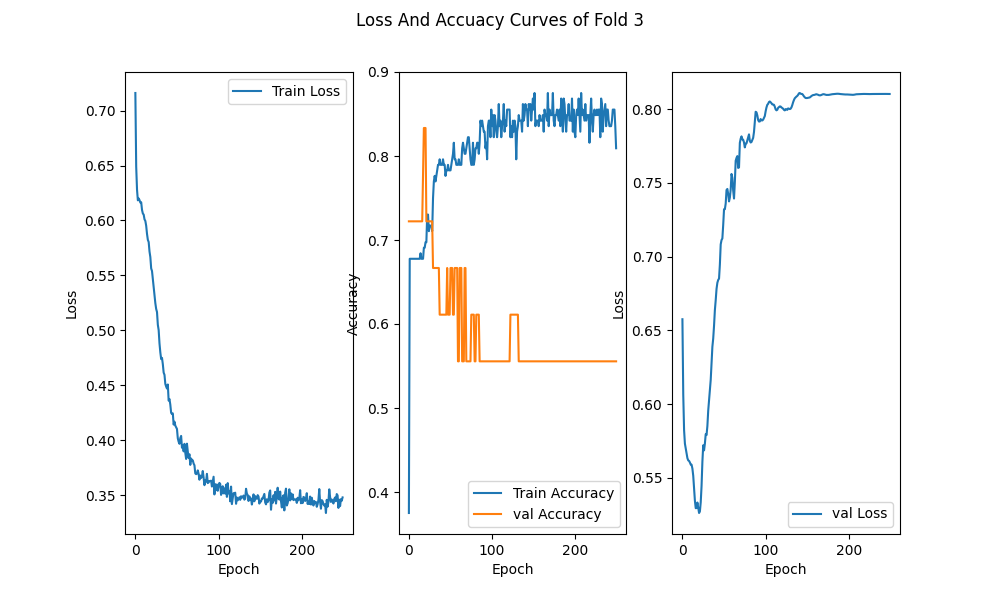 Loss And Accuacy Curves of Fold 3
0.70
0.65
0.60
0.55
0.50
0.45
0.40
0.35
Loss
0 100 200
Epoch
Train Loss
0.9
0.8
0.7
0.6
0.5
0.4
Accuracy
0 100 200
Epoch
Train Accuracy
val Accuracy
0.80
0.75
0.70
0.65
0.60
0.55
Loss
0 100 200
Epoch
val Loss